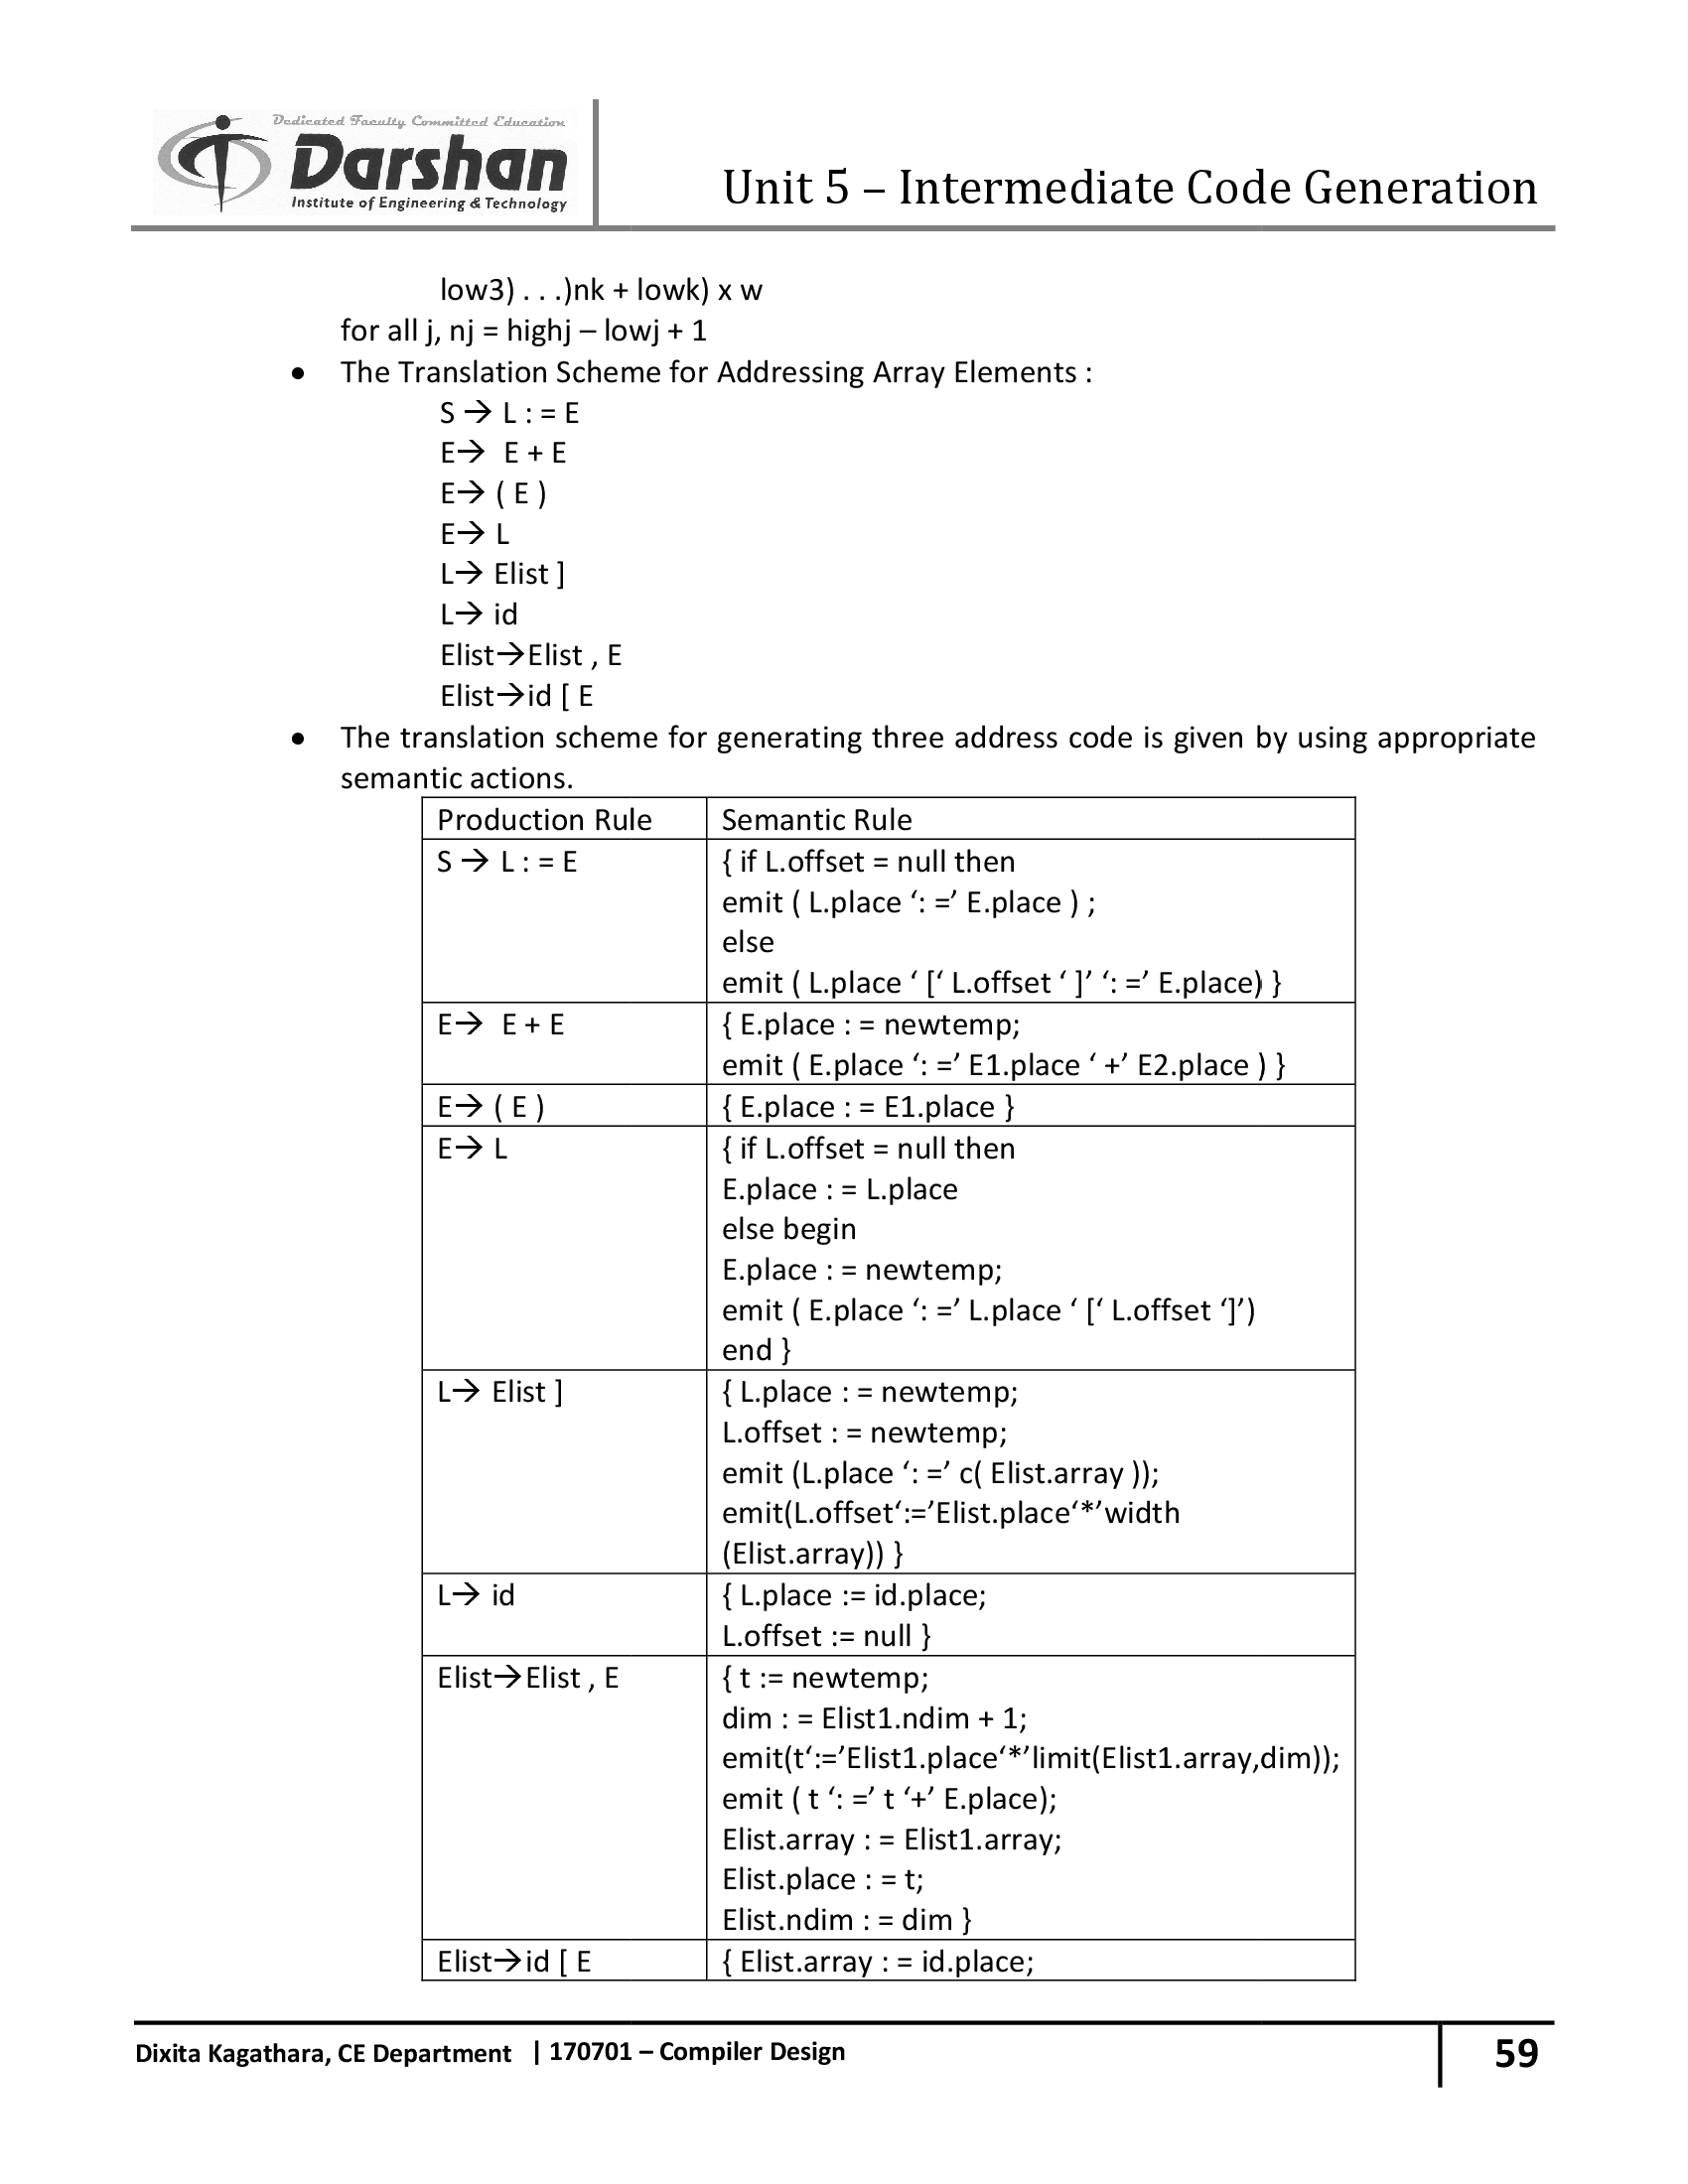 Dedicated Faculty Committed Education
Darshan
Institute of Engineering & Technology
Unit 5 – Intermediate Code Generation
low3) . . .)nk + lowk) x w
for all j, nj = highj – lowj + 1
• The Translation Scheme for Addressing Array Elements :
S → L : = E
E→ E + E
E→ ( E )
E→ L
L→ Elist ]
L→ id
Elist→Elist , E
Elist→id [ E
• The translation scheme for generating three address code is given by using appropriate
semantic actions.
Production Rule Semantic Rule
S → L : = E { if L.offset = null then
emit ( L.place ‘: =’ E.place ) ;
else
emit ( L.place ‘ [‘ L.offset ‘ ]’ ‘: =’ E.place) }
E→ E + E { E.place : = newtemp;
emit ( E.place ‘: =’ E1.place ‘ +’ E2.place ) }
E→ ( E ) { E.place : = E1.place }
E→ L { if L.offset = null then
E.place : = L.place
else begin
E.place : = newtemp;
emit ( E.place ‘: =’ L.place ‘ [‘ L.offset ‘]’)
end }
L→ Elist ] { L.place : = newtemp;
L.offset : = newtemp;
emit (L.place ‘: =’ c( Elist.array ));
emit(L.offset‘:=’Elist.place‘*’width
(Elist.array)) }
L→ id { L.place := id.place;
L.offset := null }
Elist→Elist , E { t := newtemp;
dim : = Elist1.ndim + 1;
emit(t‘:=’Elist1.place‘*’limit(Elist1.array,dim));
emit ( t ‘: =’ t ‘+’ E.place);
Elist.array : = Elist1.array;
Elist.place : = t;
Elist.ndim : = dim }
Elist→id [ E { Elist.array : = id.place;
Dixita Kagathara, CE Department | 170701 – Compiler Design 59